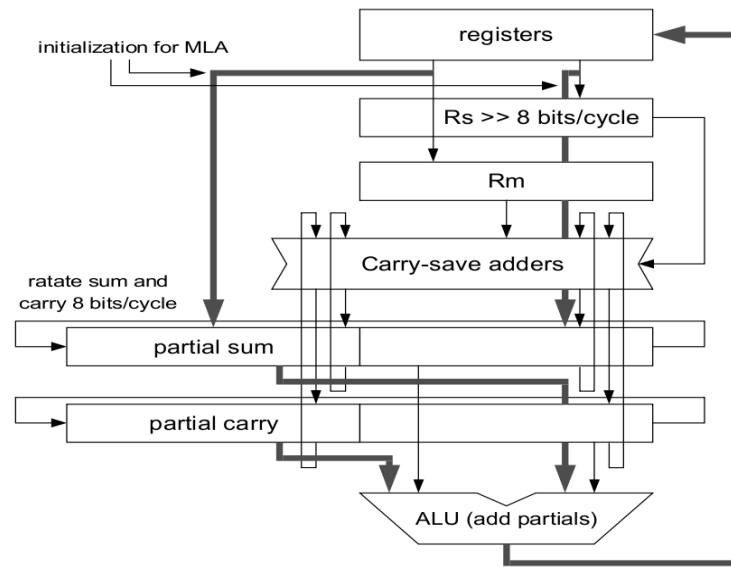 registers
initialization for MLA
Rs >> 8 bits/cycle
Rm
Carry-save adders
ratate sum and
carry 8 bits/cycle
partial sum
partial carry
ALU (add partials)